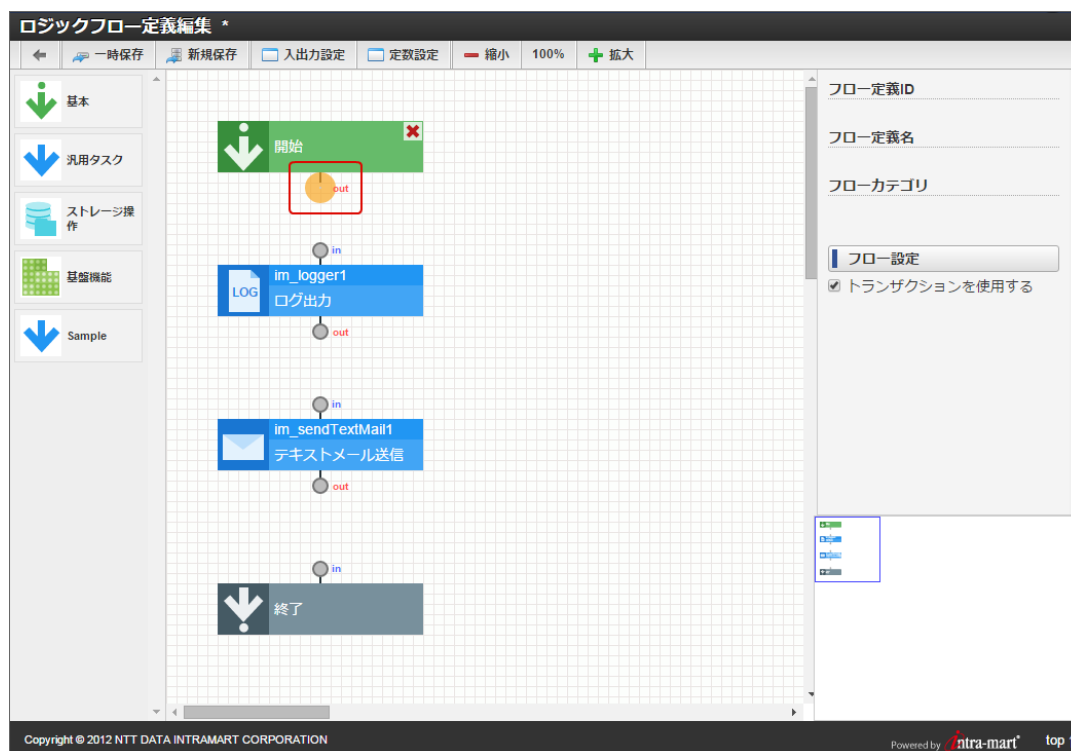 ロジックフロー定義編集 *
一時保存 新規保存 入出力設定 定数設定 縮小 100% 拡大
基本
汎用タスク
ストレージ操
作
基盤機能
Sample
開始
out
in
im_logger1
LOG
ログ出力
out
in
im_sendTextMail1
テキストメール送信
out
in
終了
フロー定義ID
フロー定義名
フローカテゴリ
フロー設定
トランザクションを使用する
Copyright © 2012 NTT DATA INTRAMART CORPORATION
Powered by intra-mart top